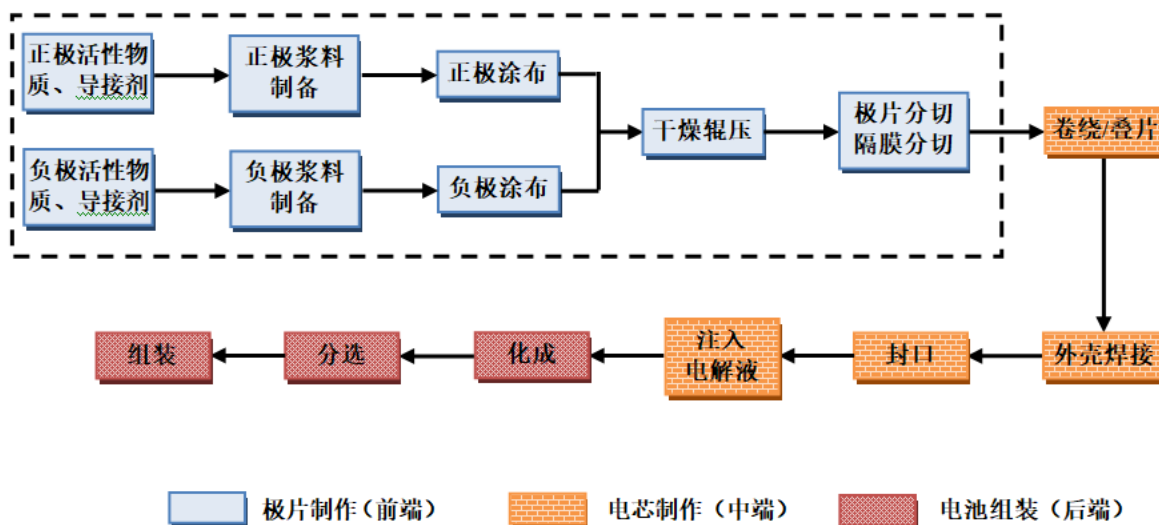 正极活性物
质、导接剂
正极浆料
制备
正极涂布
负极活性物
质、导接剂
负极浆料
制备
负极涂布
干燥辊压
极片分切
隔膜分切
卷绕/叠片
外壳焊接
封口
注入
电解液
化成
分选
组装
极片制作（前端）
电芯制作（中端）
电池组装（后端）